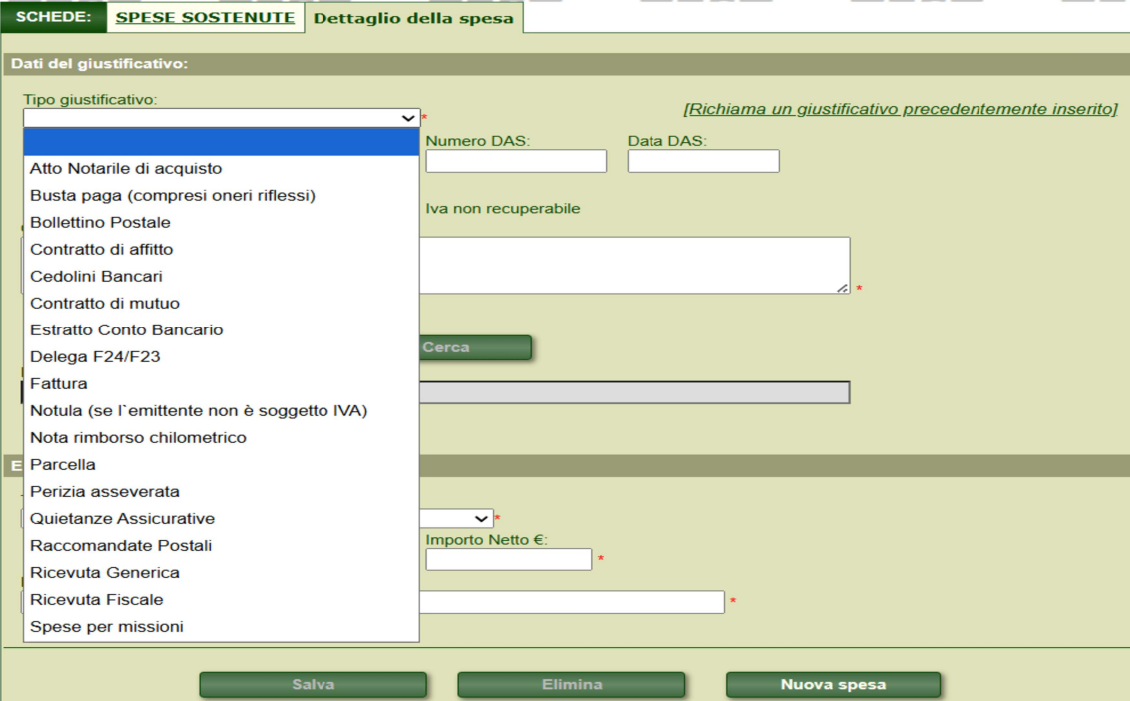 SCHEDE: SPESE SOSTENUTE Dettaglio della spesa
Dati del giustificativo:
Tipo giustificativo:
*
[Richiama un giustificativo precedentemente inserito]
Numero DAS: Data DAS:
Atto Notarile di acquisto
Busta paga (compresi oneri riflessi)
Iva non recuperabile
Bollettino Postale
Contratto di affitto
Cedolini Bancari
*
Contratto di mutuo
Estratto Conto Bancario
Cerca
Delega F24/F23
Fattura
Notula (se l`emittente non è soggetto IVA)
Nota rimborso chilometrico
Parcella
Perizia asseverata
Quietanze Assicurative
*
Importo Netto €:
Raccomandate Postali
*
Ricevuta Generica
Ricevuta Fiscale
*
Spese per missioni
Salva Elimina Nuova spesa